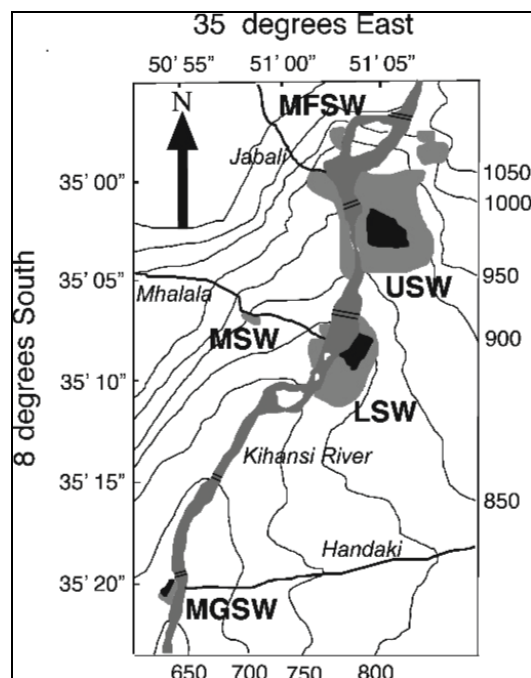 35 degrees East
50' 55" 51' 00" 51' 05"
N
MFSW
Jabali
35' 00"
1050
1000
35' 05"
950
Mhalala
USW
8 degrees South
MSW
900
35' 10"
LSW
Kihansi River
35' 15"
850
Handaki
35' 20"
MGSW
650 700 750 800